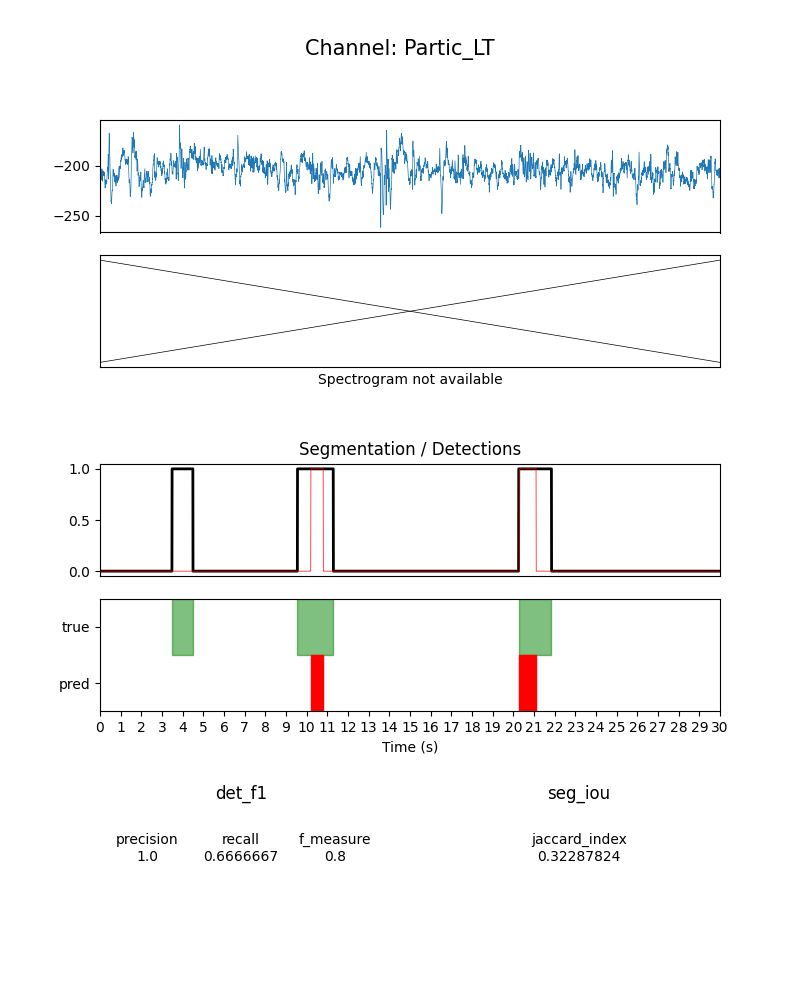 Channel: Partic_LT
−200
−250
Spectrogram not available
Segmentation / Detections
1.0
0.5
0.0
true
pred
0 1 2 3 4 5 6 7 8 9 10 11 12 13 14 15 16 17 18 19 20 21 22 23 24 25 26 27 28 29 30
Time (s)
det_f1 seg_iou
precision recall f_measure jaccard_index
1.0 0.6666667 0.8 0.32287824